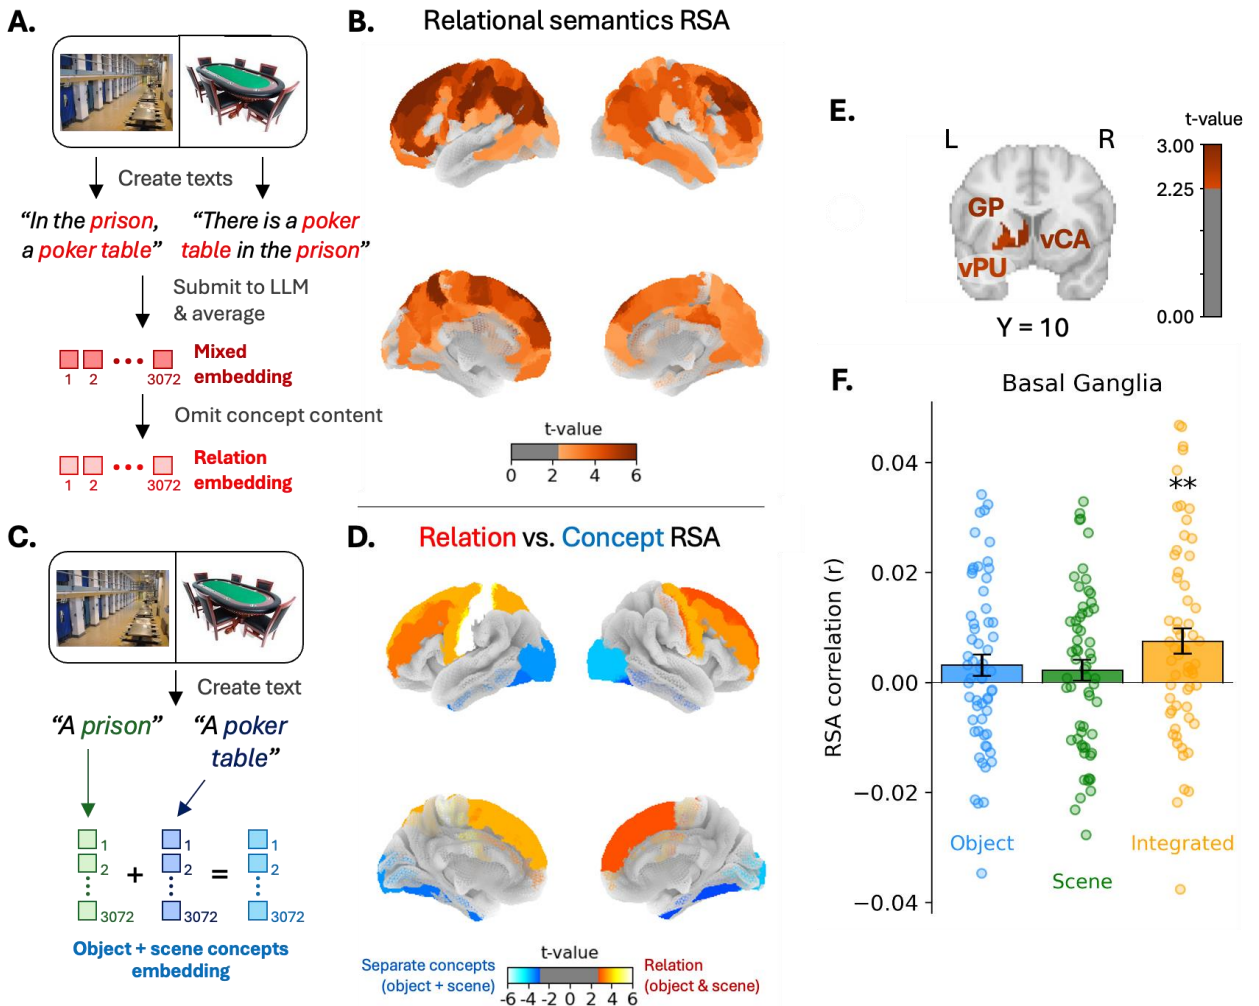 A.
Create texts
“In the prison,
a poker table”
“There is a poker
table in the prison”
Submit to LLM
& average
1 2 3072
Mixed
embedding
Omit concept content
1 2 3072
Relation
embedding
B.
Relational semantics RSA
t-value
0 2 4 6
C.
Create text
“A prison”
“A poker
table”
1
2
3072
+
1
2
3072
=
1
2
3072
Object + scene concepts
embedding
D.
Relation vs. Concept RSA
t-value
Separate concepts
(object + scene)
-6 -4 -2 0 2 4 6
Relation
(object & scene)
E.
L R
GP
vCA
vPU
Y = 10
t-value
3.00
2.25
0.00
F.
Basal Ganglia
RSA correlation (r)
0.04
0.02
0.00
−0.02
−0.04
**
Object
Scene
Integrated